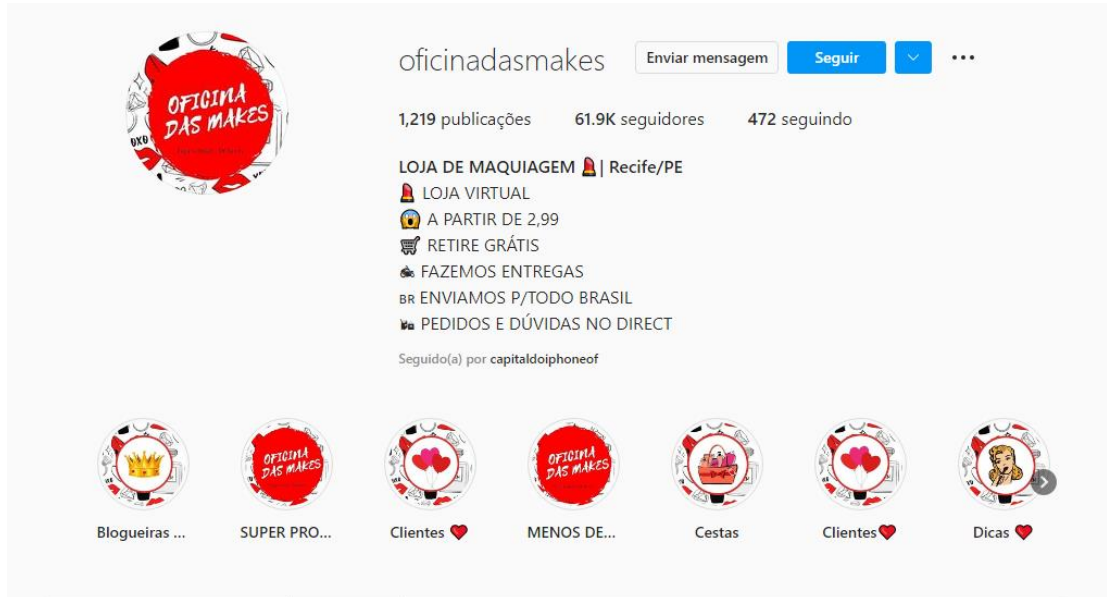 OFICINA
DAS MAKES
oficinadasmakes Enviar mensagem Seguir
1,219 publicações 61.9K seguidores 472 seguindo
LOJA DE MAQUIAGEM 💄| Recife/PE
💄 LOJA VIRTUAL
😱 A PARTIR DE 2,99
🛒 RETIRE GRÁTIS
🏍 FAZEMOS ENTREGAS
BR ENVIAMOS P/TODO BRASIL
PEDIDOS E DÚVIDAS NO DIRECT
Seguido(a) por capitaldoiphoneof
OFICINA
DAS MAKES
OFICINA
DAS MAKES
Blogueiras ... SUPER PRO... Clientes ❤️ MENOS DE... Cestas Clientes❤️ Dicas ❤️